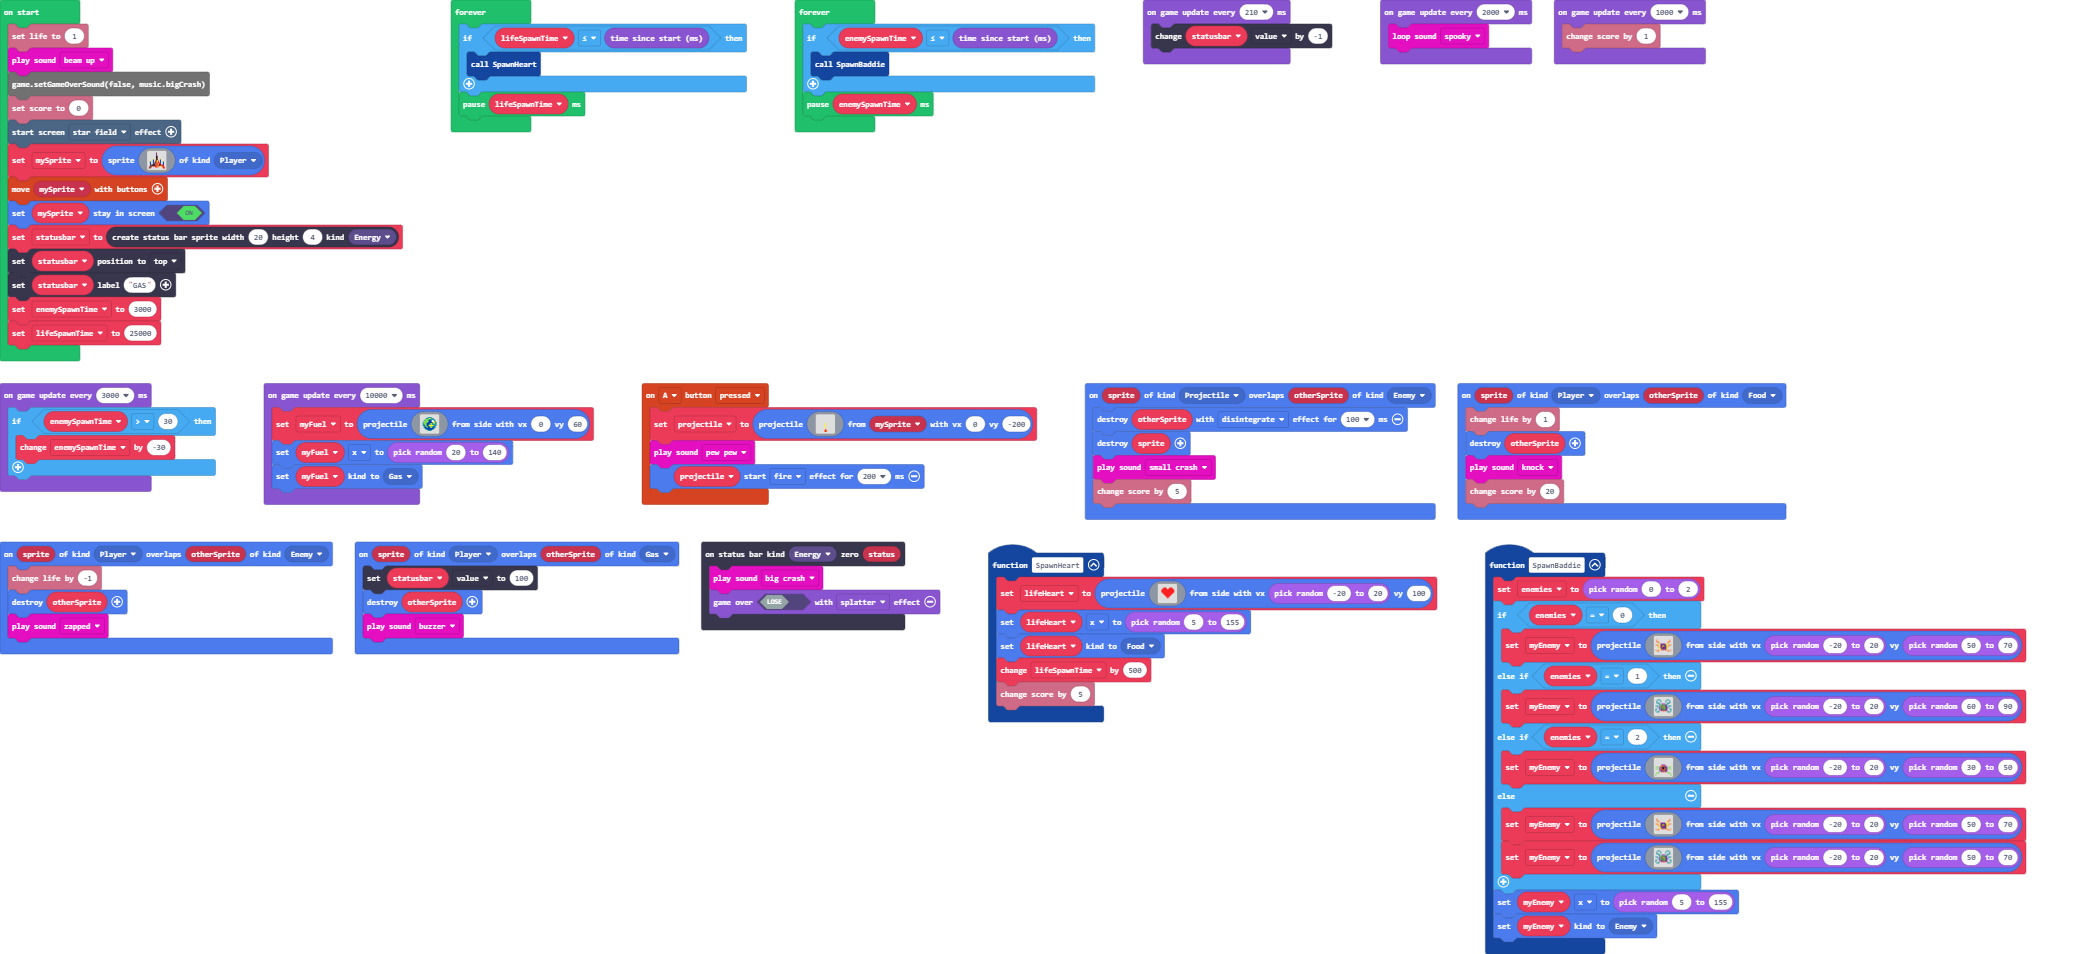 on start
set life to 1
play sound beam up
game.setGameOverSound(false, music.bigCrash)
set score to 0
start screen star field effect
set mySprite to sprite of kind Player
move mySprite with buttons
set mySprite stay in screen ON
set statusbar to create status bar sprite width 20 height 4 kind Energy
set statusbar position to top
set statusbar label "GAS"
set enemySpawnTime to 3000
set lifeSpawnTime to 25000
forever
if lifeSpawnTime ≤ time since start (ms) then
call SpawnHeart
pause lifeSpawnTime ms
forever
if enemySpawnTime ≤ time since start (ms) then
call SpawnBaddie
pause enemySpawnTime ms
on game update every 210 ms
change statusbar value by -1
on game update every 2000 ms
loop sound spooky
on game update every 1000 ms
change score by 1
on game update every 3000 ms
if enemySpawnTime > 30 then
change enemySpawnTime by -30
on game update every 10000 ms
set myFuel to projectile from side with vx 0 vy 60
set myFuel x to pick random 20 to 140
set myFuel kind to Gas
on A button pressed
set projectile to projectile from mySprite with vx 0 vy -200
play sound pew pew
projectile start fire effect for 200 ms
on sprite of kind Projectile overlaps otherSprite of kind Enemy
destroy otherSprite with disintegrate effect for 100 ms
destroy sprite
play sound small crash
change score by 5
on sprite of kind Player overlaps otherSprite of kind Food
change life by 1
destroy otherSprite
play sound knock
change score by 20
on sprite of kind Player overlaps otherSprite of kind Enemy
change life by -1
destroy otherSprite
play sound zapped
on sprite of kind Player overlaps otherSprite of kind Gas
set statusbar value to 100
destroy otherSprite
play sound buzzer
on status bar kind Energy zero status
play sound big crash
game over LOSE with splatter effect
function SpawnHeart
set lifeHeart to projectile from side with vx pick random -20 to 20 vy 100
set lifeHeart x to pick random 5 to 155
set lifeHeart kind to Food
change lifeSpawnTime by 500
change score by 5
function SpawnBaddie
set enemies to pick random 0 to 2
if enemies = 0 then
set myEnemy to projectile from side with vx pick random -20 to 20 vy pick random 50 to 70
else if enemies = 1 then
set myEnemy to projectile from side with vx pick random -20 to 20 vy pick random 60 to 90
else if enemies = 2 then
set myEnemy to projectile from side with vx pick random -20 to 20 vy pick random 30 to 50
else
set myEnemy to projectile from side with vx pick random -20 to 20 vy pick random 50 to 70
set myEnemy to projectile from side with vx pick random -20 to 20 vy pick random 50 to 70
set myEnemy x to pick random 5 to 155
set myEnemy kind to Enemy